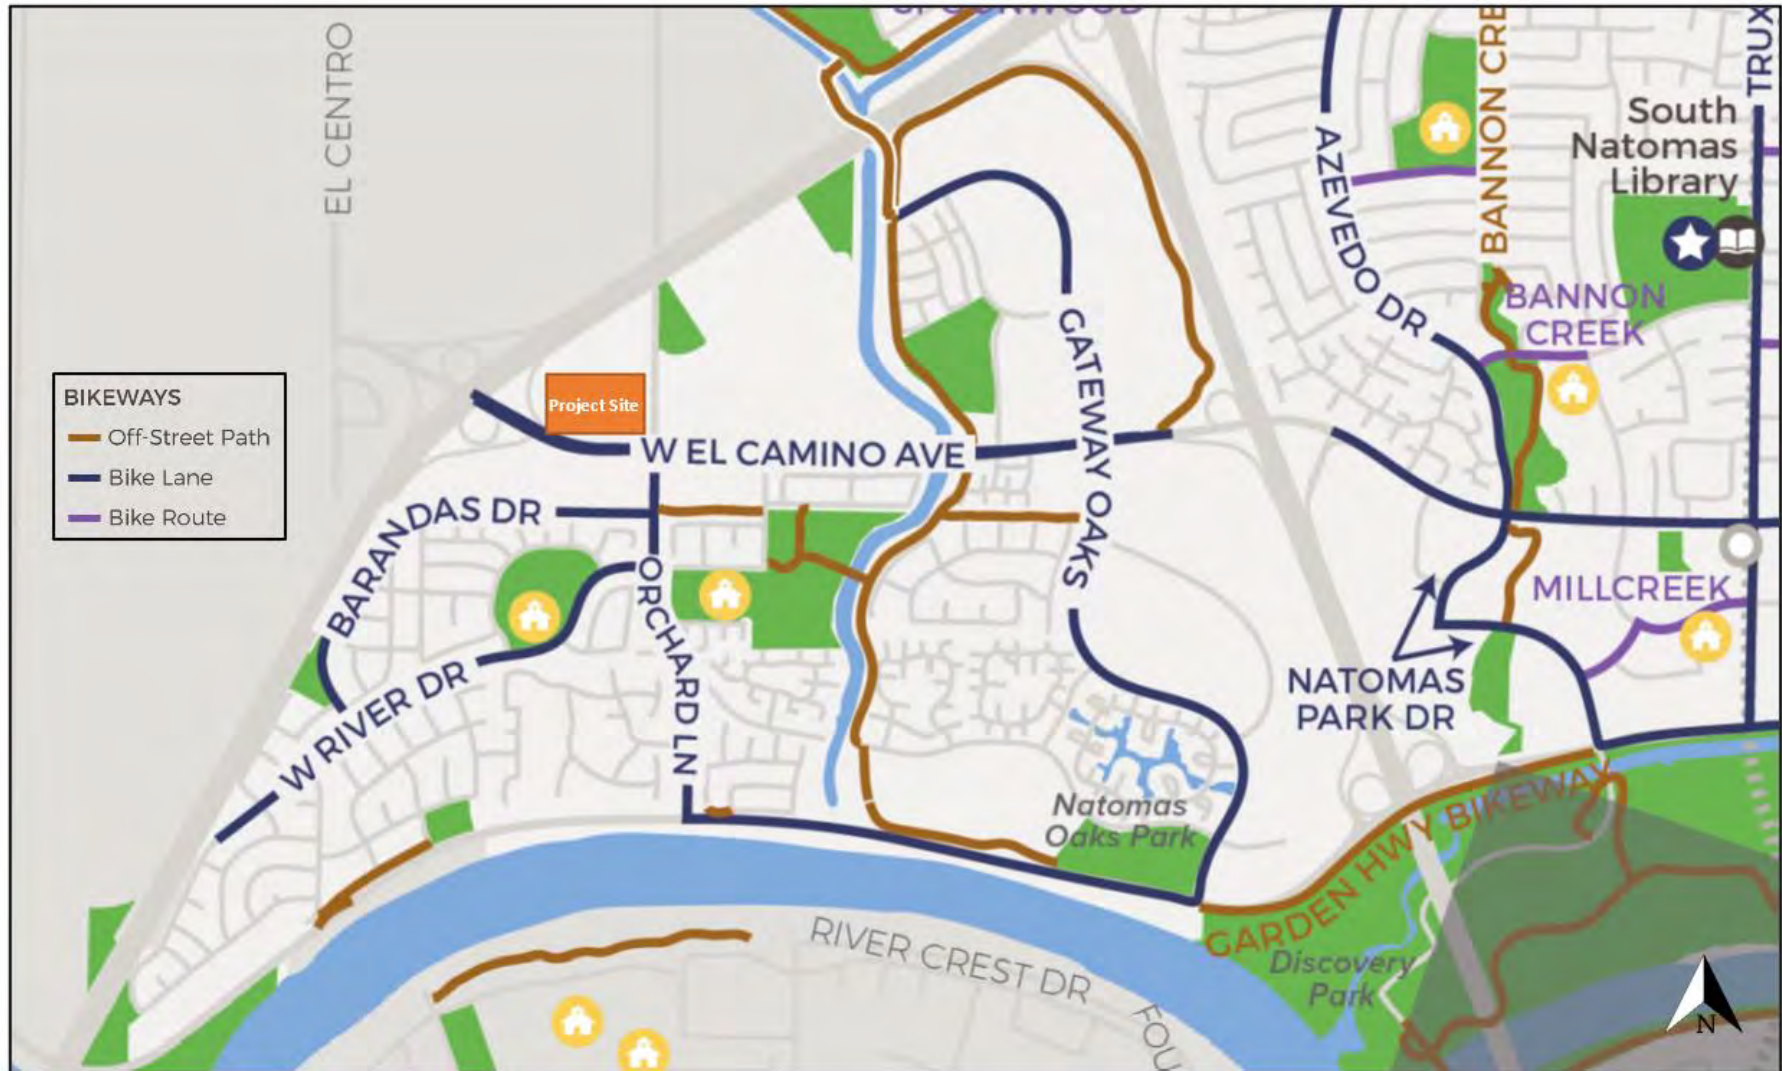 SPOONWOOD
EL CENTRO
BANNON CRE
TRUX
South
Natomas
Library
AZEVEDO DR
BANNON
CREEK
GATEWAY OAKS
BIKEWAYS
Off-Street Path
Bike Lane
Bike Route
Project Site
W EL CAMINO AVE
BARANDAS DR
ORCHARD LN
W RIVER DR
MILLCREEK
NATOMAS
PARK DR
Natomas
Oaks Park
GARDEN HWY BIKEWAY
Discovery
Park
RIVER CREST DR
FOU
N